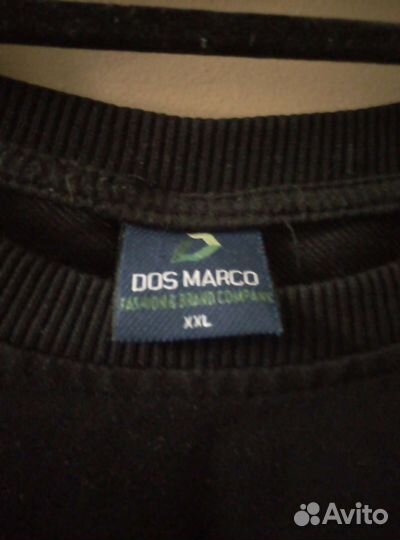 DOS MARCO
FASHION & BRAND COMPANY
XXL
Avito